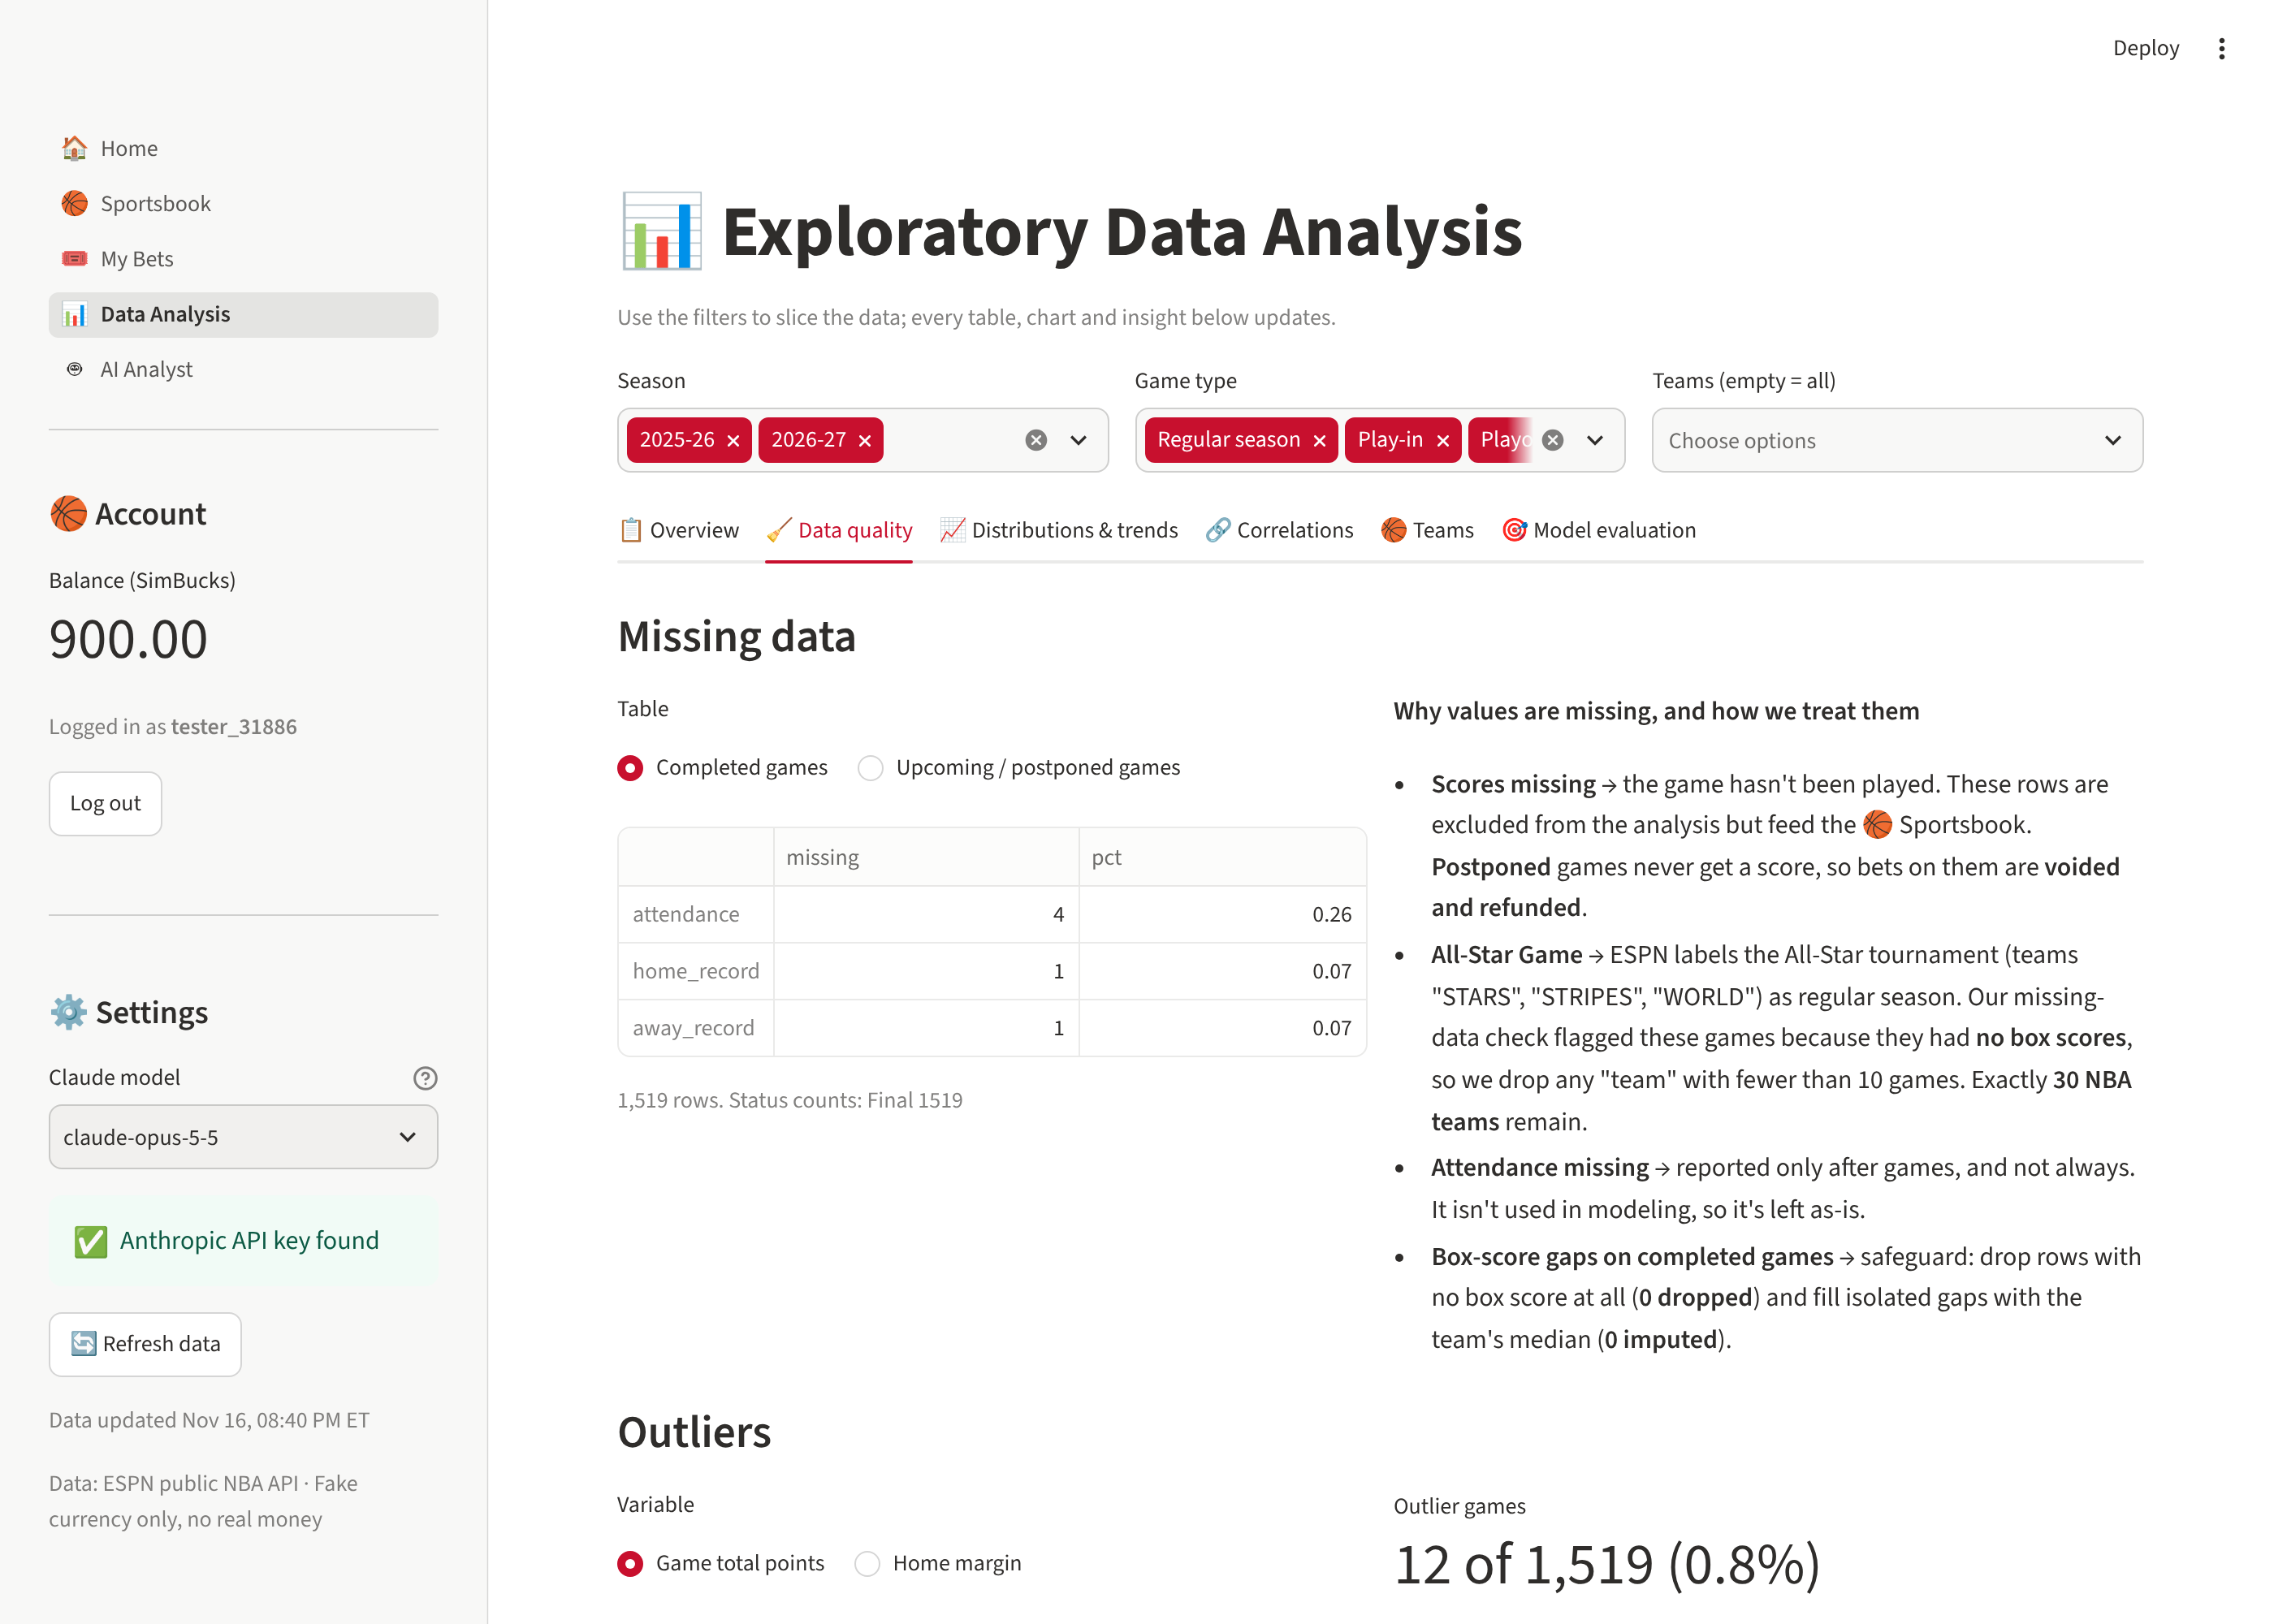 Deploy
Home
Sportsbook
My Bets
Data Analysis
AI Analyst
Account
Balance (SimBucks)
900.00
Logged in as tester_31886
Log out
Settings
Claude model
claude-opus-5-5
Anthropic API key found
Refresh data
Data updated Nov 16, 08:40 PM ET
Data: ESPN public NBA API · Fake
currency only, no real money
Exploratory Data Analysis
Use the filters to slice the data; every table, chart and insight below updates.
Season
2025-26
2026-27
Game type
Regular season
Play-in
Playo
Teams (empty = all)
Choose options
Overview
Data quality
Distributions & trends
Correlations
Teams
Model evaluation
Missing data
Table
Completed games
Upcoming / postponed games
missing pct
attendance 4 0.26
home_record 1 0.07
away_record 1 0.07
1,519 rows. Status counts: Final 1519
Why values are missing, and how we treat them
Scores missing → the game hasn't been played. These rows are
excluded from the analysis but feed the 🏀 Sportsbook.
Postponed games never get a score, so bets on them are voided
and refunded.
All-Star Game → ESPN labels the All-Star tournament (teams
"STARS", "STRIPES", "WORLD") as regular season. Our missing-
data check flagged these games because they had no box scores,
so we drop any "team" with fewer than 10 games. Exactly 30 NBA
teams remain.
Attendance missing → reported only after games, and not always.
It isn't used in modeling, so it's left as-is.
Box-score gaps on completed games → safeguard: drop rows with
no box score at all (0 dropped) and fill isolated gaps with the
team's median (0 imputed).
Outliers
Variable
Game total points
Home margin
Outlier games
12 of 1,519 (0.8%)